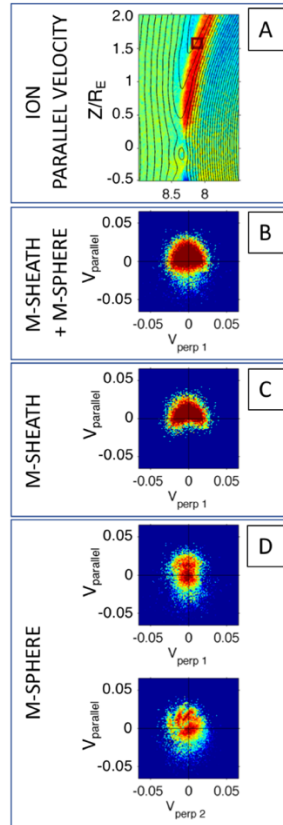 A
ION
PARALLEL VELOCITY
Z/R_E
2.0
1.5
1.0
0.5
0
-0.5
8.5
8
B
M-SHEATH
+ M-SPHERE
V_parallel
0.05
0
-0.05
-0.05
0
0.05
V_perp 1
C
M-SHEATH
V_parallel
0.05
0
-0.05
-0.05
0
0.05
V_perp 1
D
M-SPHERE
V_parallel
0.05
0
-0.05
-0.05
0
0.05
V_perp 1
V_parallel
0.05
0
-0.05
-0.05
0
0.05
V_perp 2